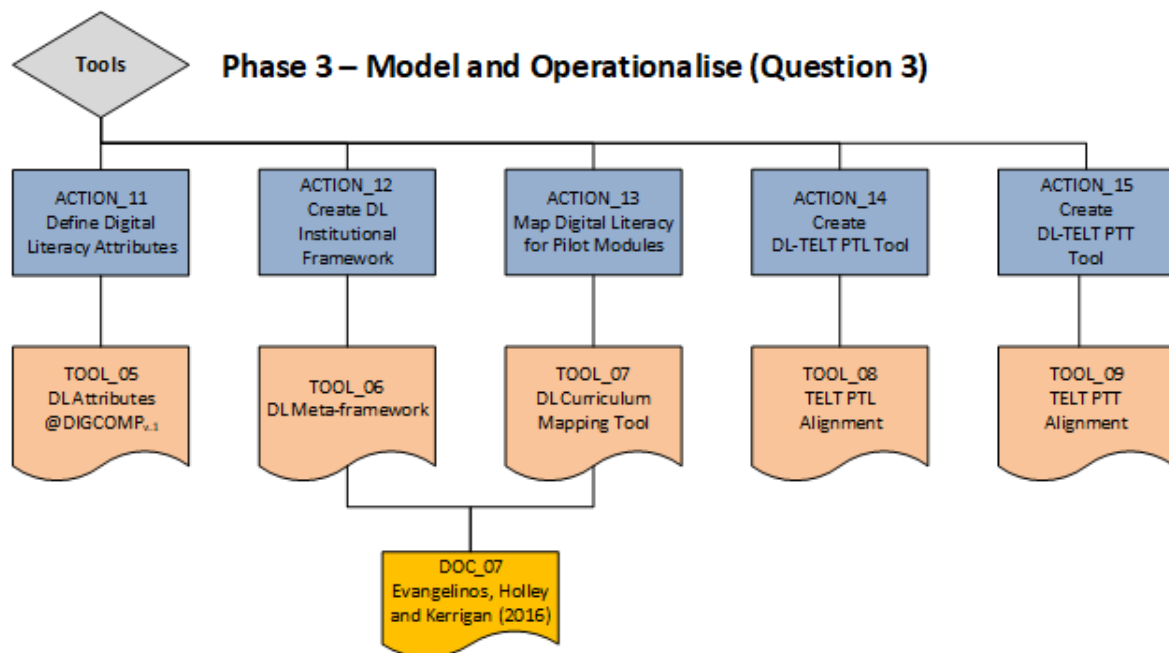 Tools
Phase 3 – Model and Operationalise (Question 3)
ACTION_11
Define Digital
Literacy Attributes
ACTION_12
Create DL
Institutional
Framework
ACTION_13
Map Digital Literacy
for Pilot Modules
ACTION_14
Create
DL-TELT PTL Tool
ACTION_15
Create
DL-TELT PTT
Tool
TOOL_05
DL Attributes
@DIGCOMPv.1
TOOL_06
DL Meta-framework
TOOL_07
DL Curriculum
Mapping Tool
TOOL_08
TELT PTL
Alignment
TOOL_09
TELT PTT
Alignment
DOC_07
Evangelinos, Holley
and Kerrigan (2016)